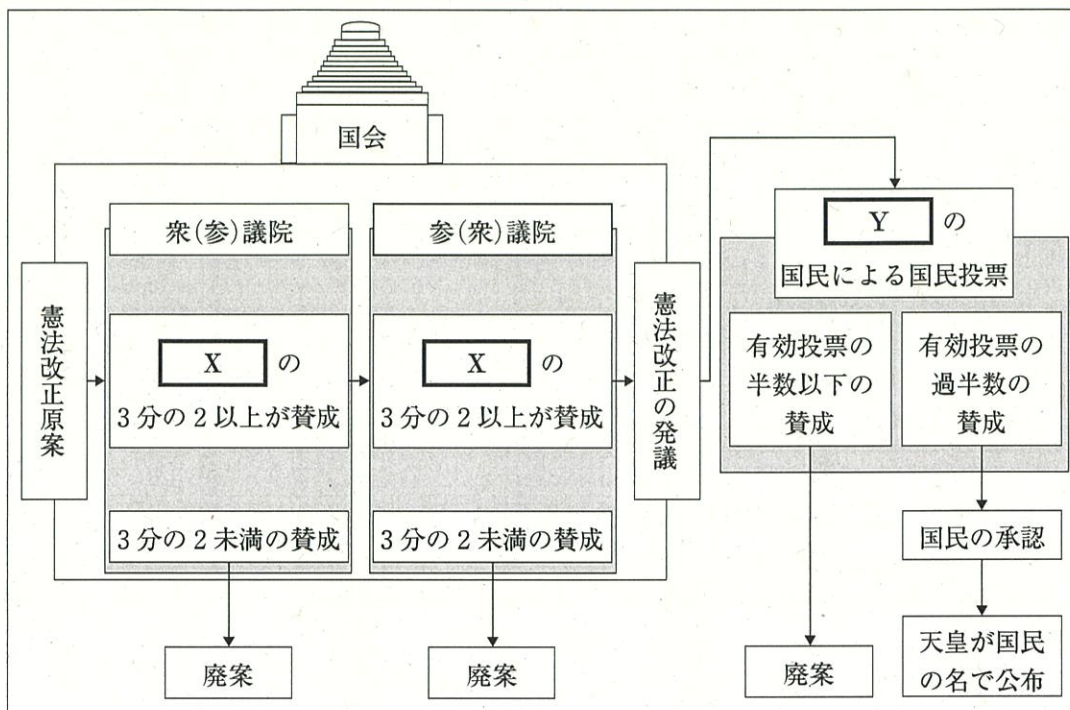 国会
憲法改正原案
衆(参)議院
X の
3分の2以上が賛成
3分の2未満の賛成
廃案
参(衆)議院
X の
3分の2以上が賛成
3分の2未満の賛成
廃案
憲法改正の発議
Y の
国民による国民投票
有効投票の
半数以下の
賛成
廃案
有効投票の
過半数の
賛成
国民の承認
天皇が国民
の名で公布